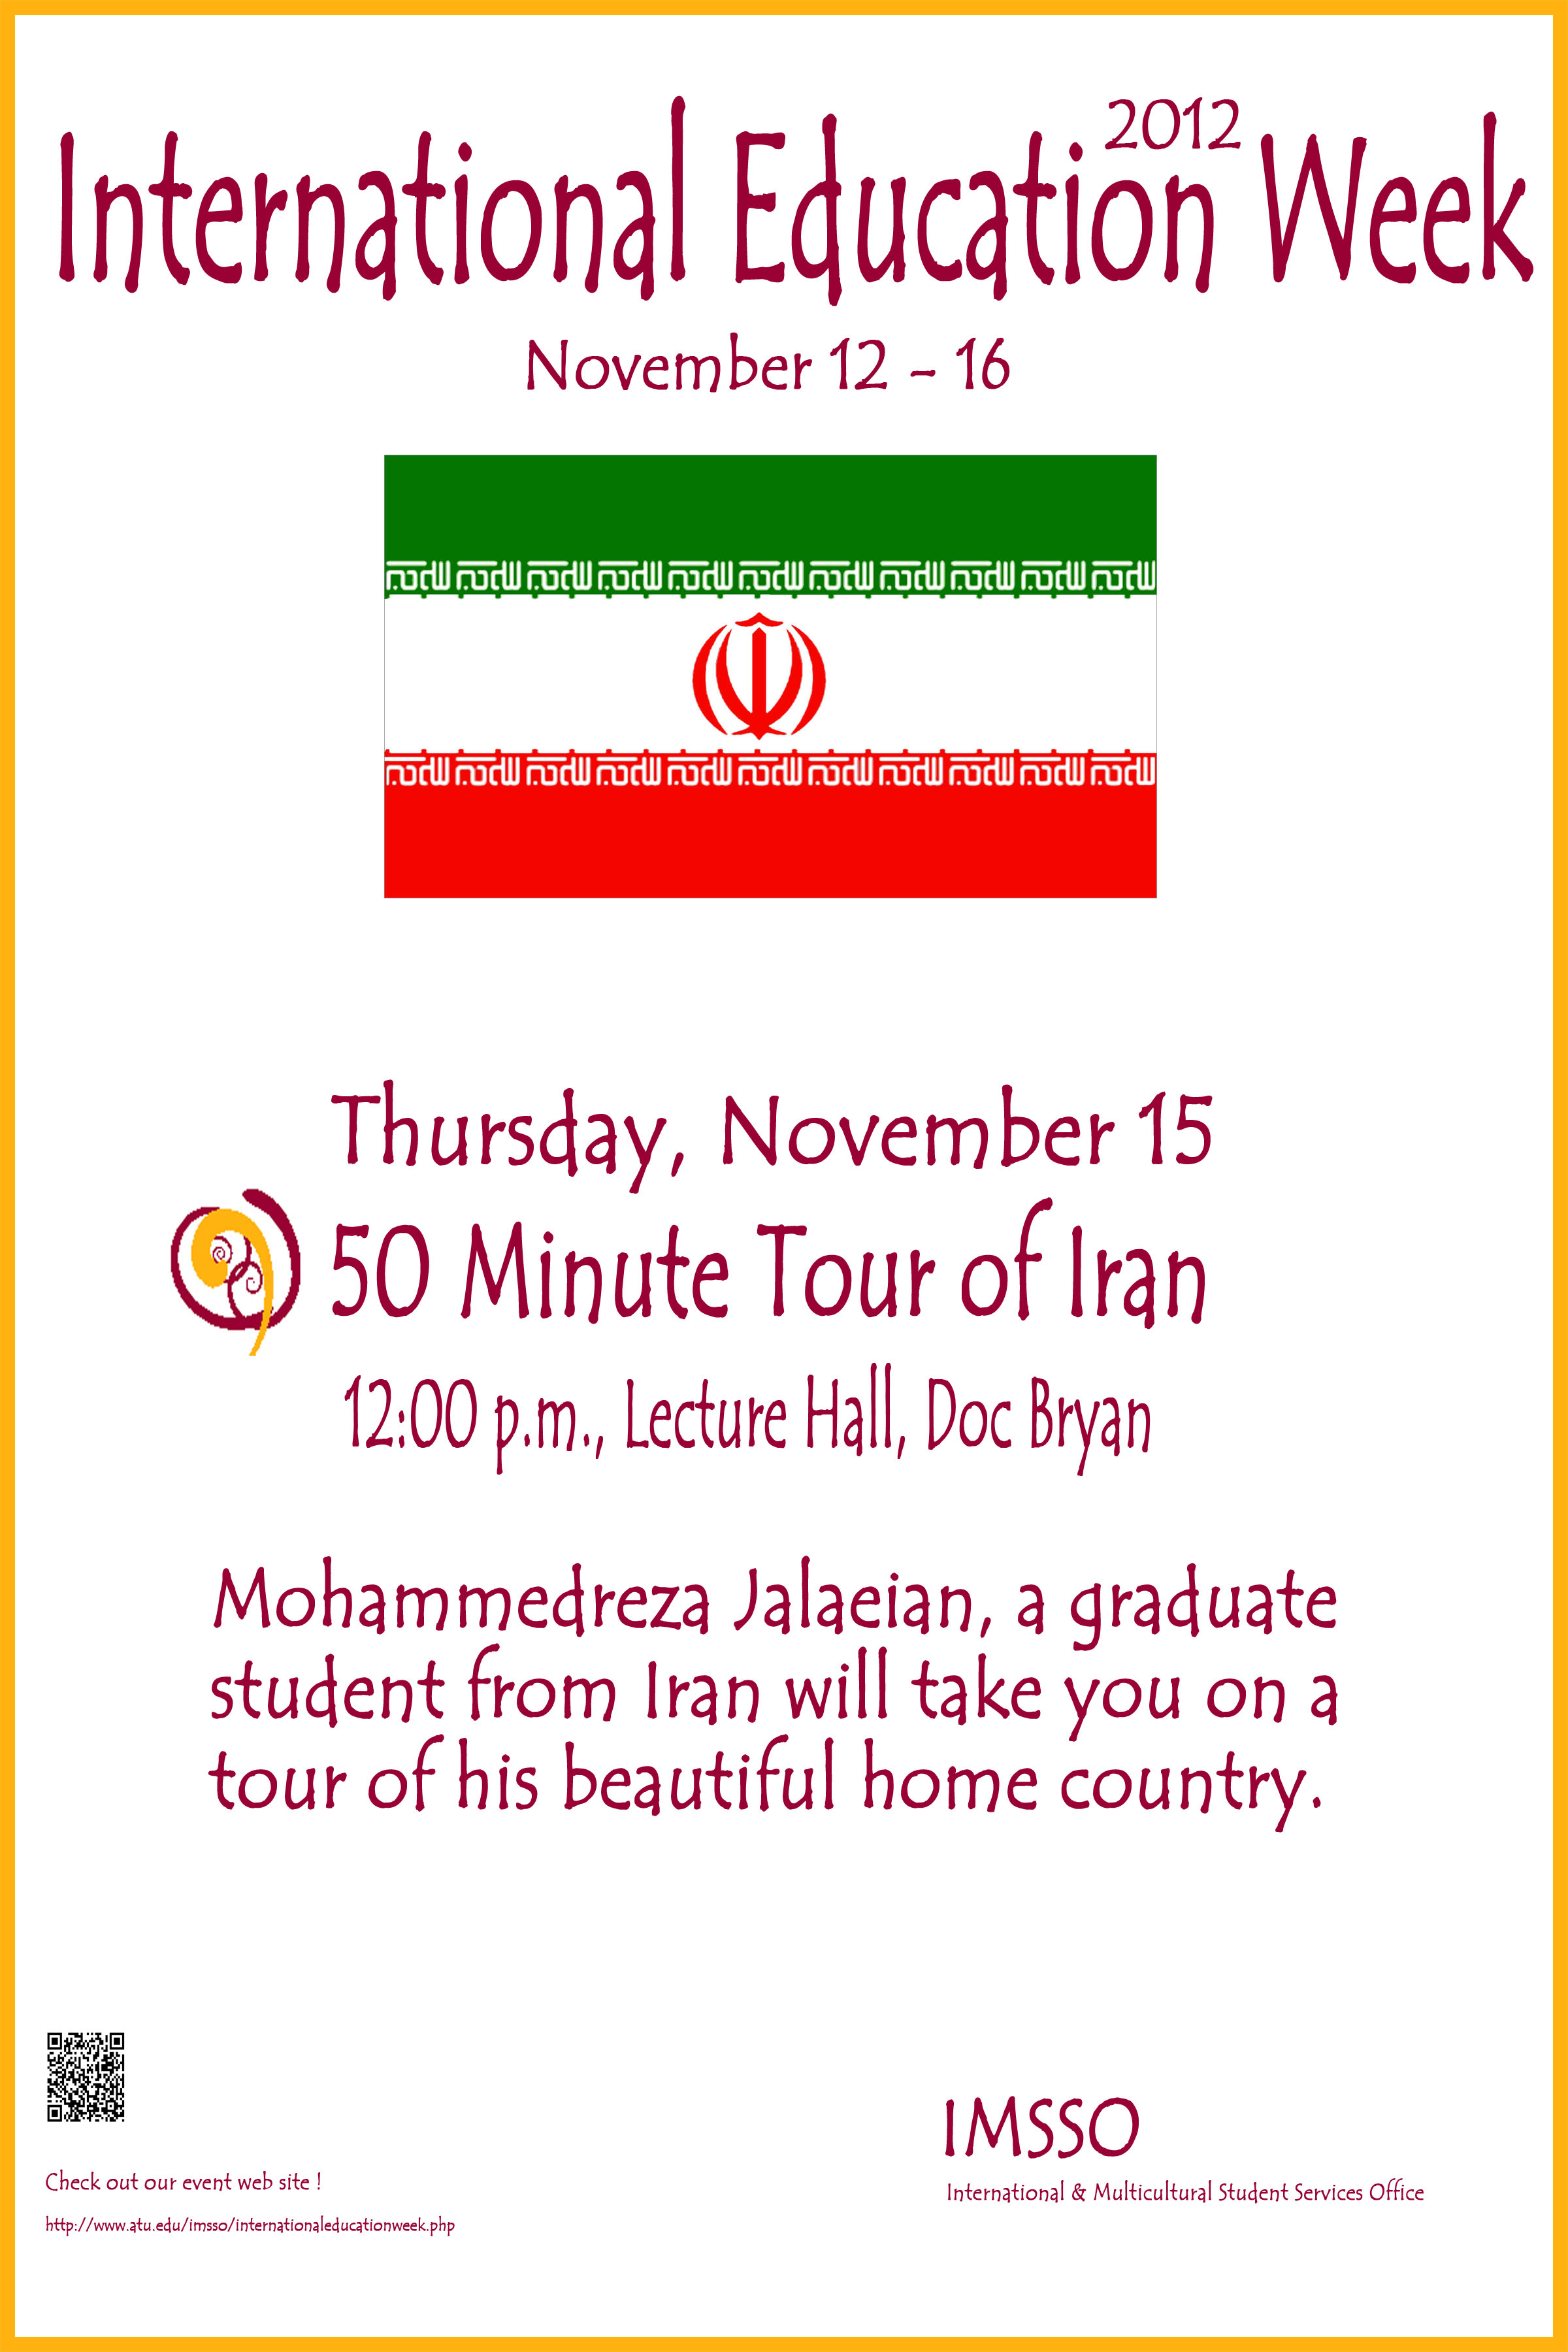 2012
International Education Week
November 12 - 16
Thursday, November 15
50 Minute Tour of Iran
12:00 p.m., Lecture Hall, Doc Bryan
Mohammedreza Jalaeian, a graduate
student from Iran will take you on a
tour of his beautiful home country.
IMSSO
International & Multicultural Student Services Office
Check out our event web site !
http://www.atu.edu/imsso/internationaleducationweek.php